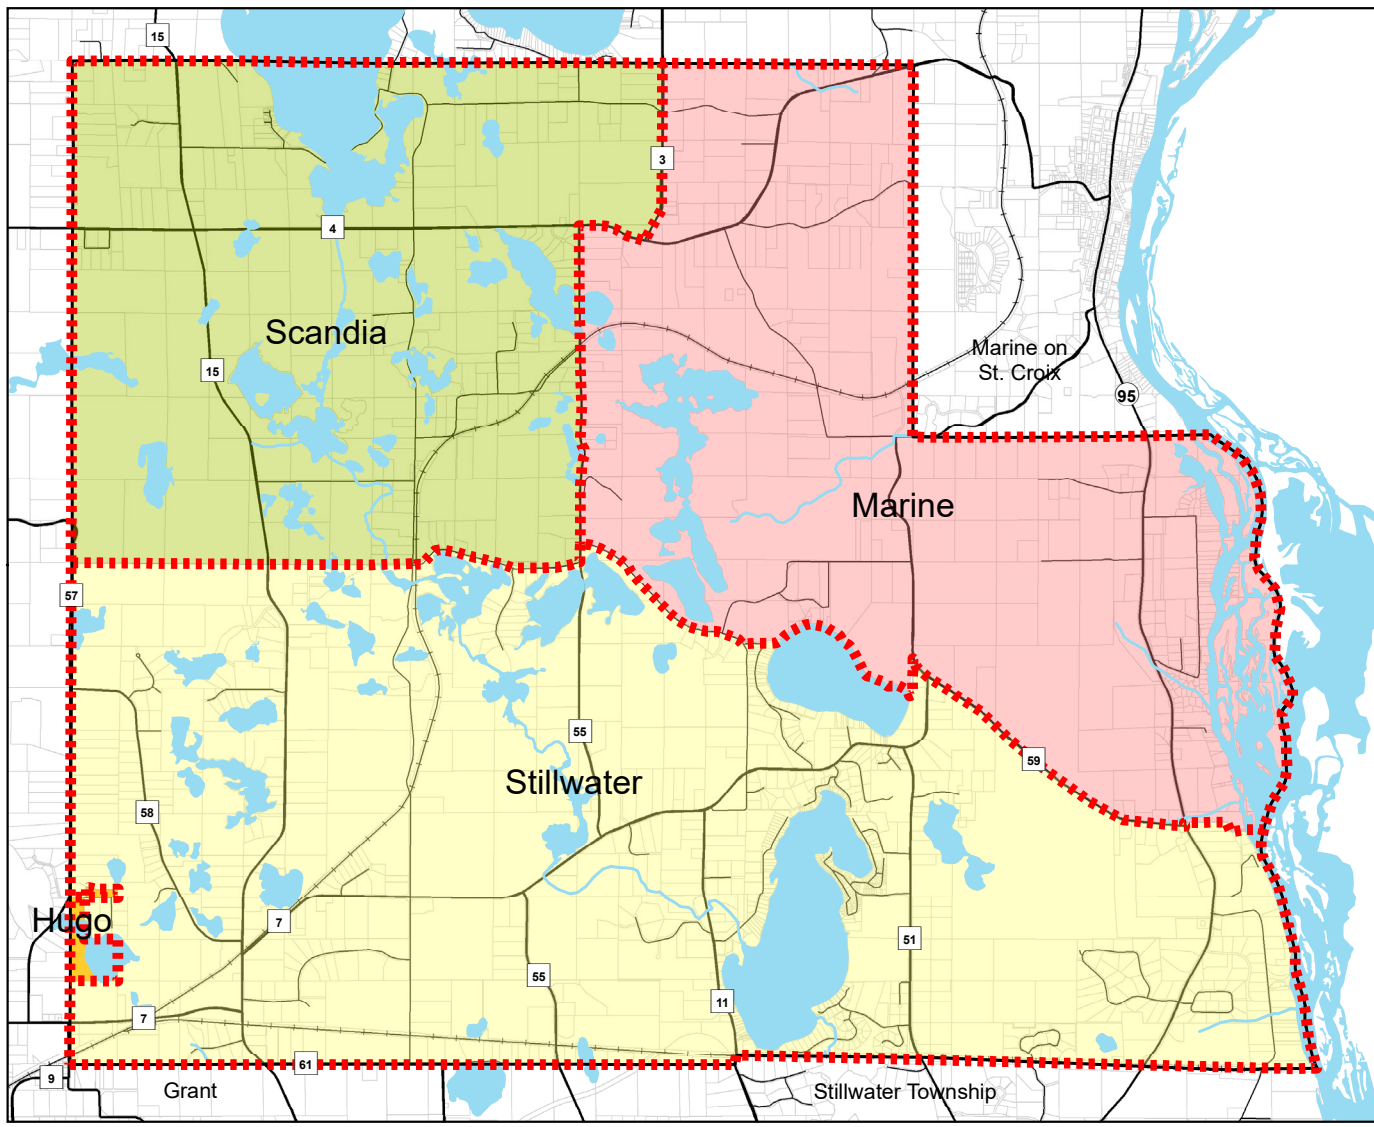 15
3
4
Scandia
Marine on
St. Croix
15
95
Marine
57
55
59
Stillwater
58
Hugo
7
51
55
11
7
61
9
Grant
Stillwater Township